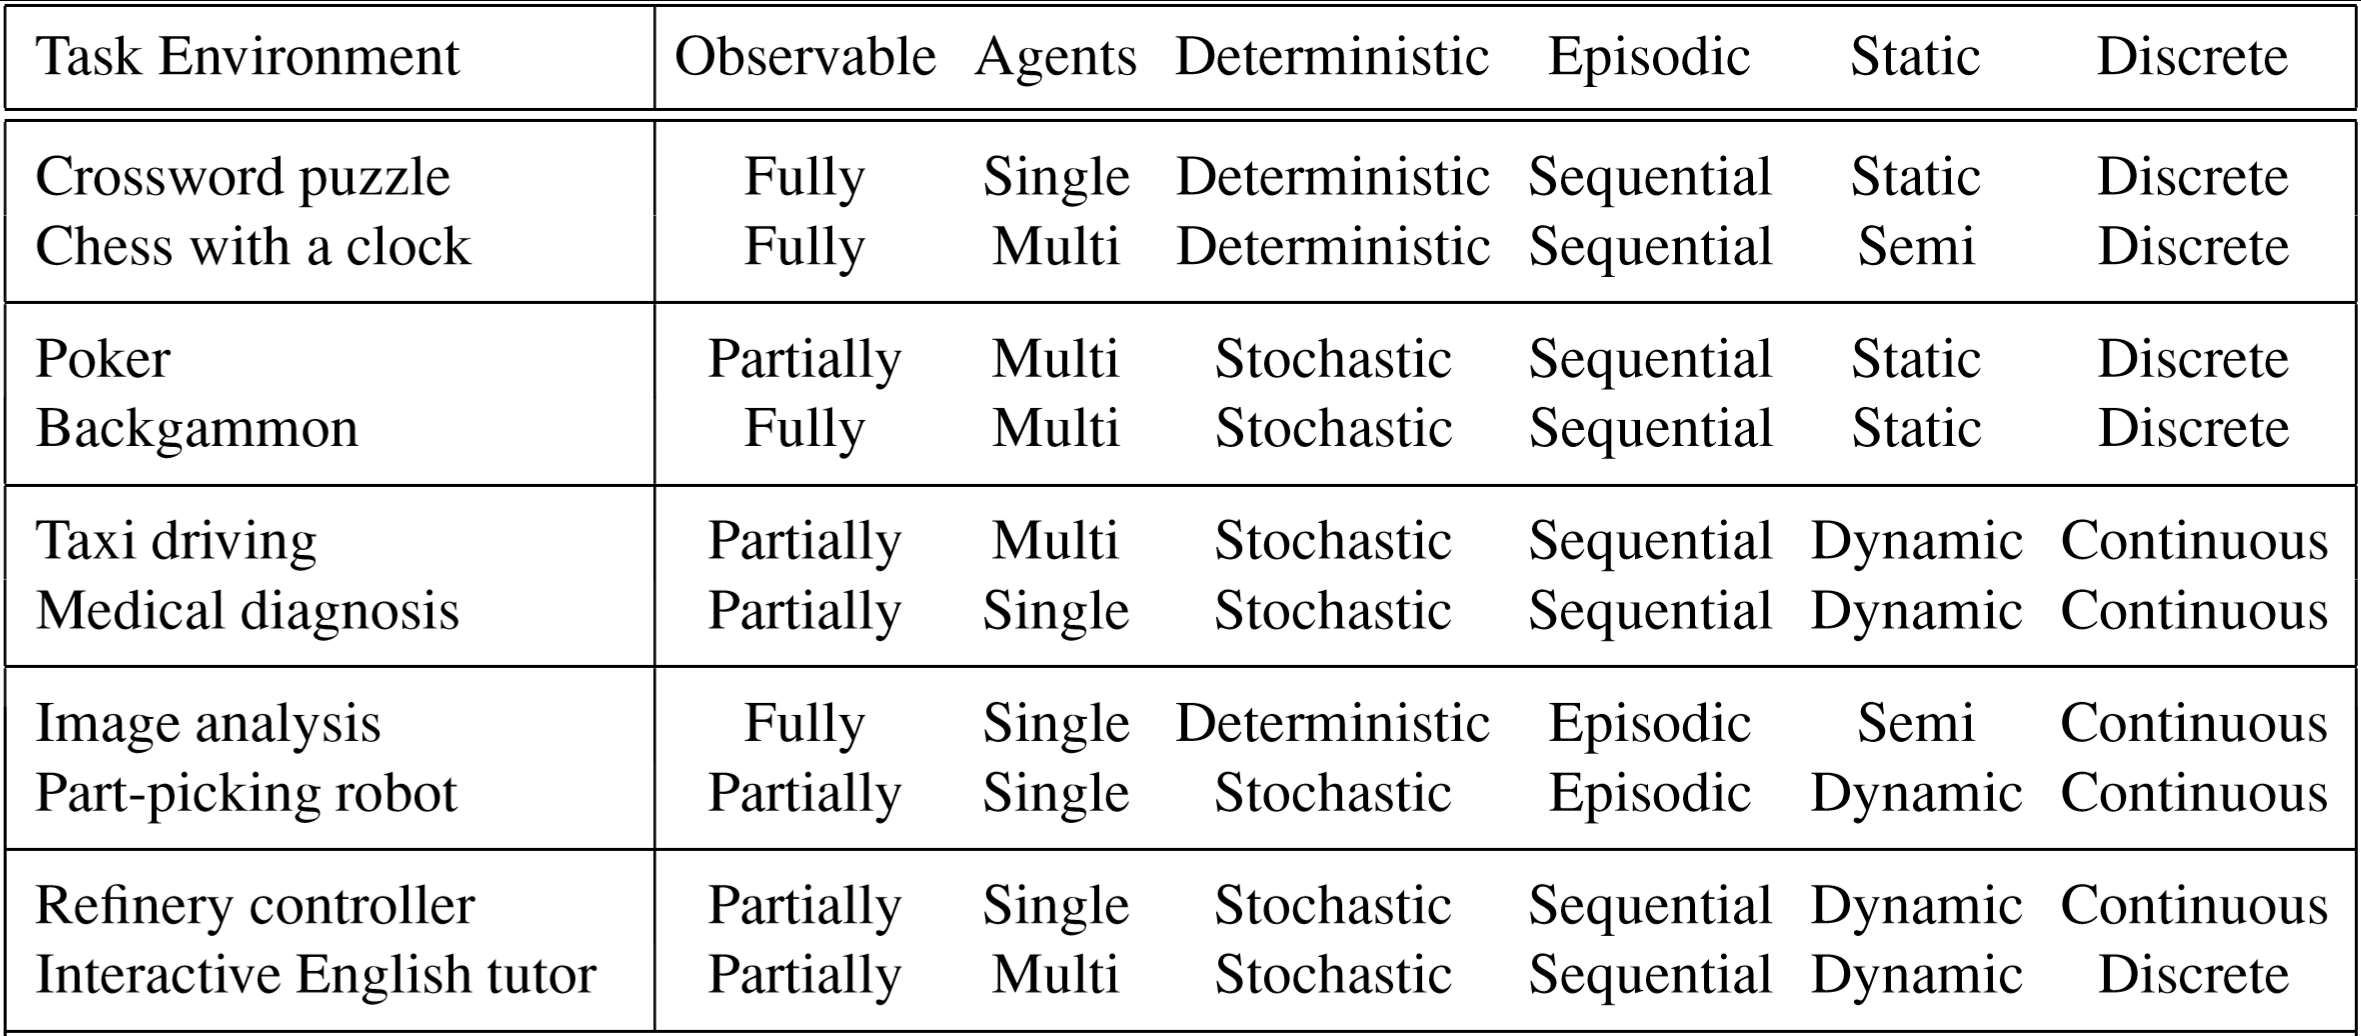 Task Environment Observable Agents Deterministic Episodic Static Discrete
Crossword puzzle Fully Single Deterministic Sequential Static Discrete
Chess with a clock Fully Multi Deterministic Sequential Semi Discrete
Poker Partially Multi Stochastic Sequential Static Discrete
Backgammon Fully Multi Stochastic Sequential Static Discrete
Taxi driving Partially Multi Stochastic Sequential Dynamic Continuous
Medical diagnosis Partially Single Stochastic Sequential Dynamic Continuous
Image analysis Fully Single Deterministic Episodic Semi Continuous
Part-picking robot Partially Single Stochastic Episodic Dynamic Continuous
Refinery controller Partially Single Stochastic Sequential Dynamic Continuous
Interactive English tutor Partially Multi Stochastic Sequential Dynamic Discrete